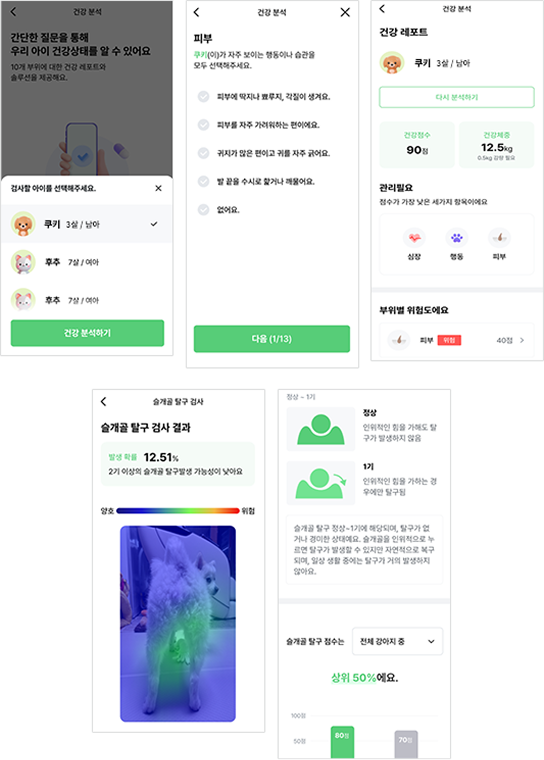 건강 분석
간단한 질문을 통해
우리 아이 건강상태를 알 수 있어요
10개 부위에 대한 건강 레포트와
솔루션을 제공해요.
검사할 아이를 선택해주세요.
쿠키 3살 / 남아
후추 7살 / 여아
후추 7살 / 여아
건강 분석하기
건강 분석
피부
쿠키(이)가 자주 보이는 행동이나 습관을
모두 선택해주세요.
피부에 딱지나 뾰루지, 각질이 생겨요.
피부를 자주 가려워하는 편이에요.
귀지가 많은 편이고 귀를 자주 긁어요.
발 끝을 수시로 핥거나 깨물어요.
없어요.
다음 (1/13)
건강 분석
건강 레포트
쿠키 3살 / 남아
다시 분석하기
건강점수
90점
건강체중
12.5kg
0.5kg 감량 필요
관리필요
점수가 가장 낮은 세가지 항목이에요
심장
행동
피부
부위별 위험도에요
피부 위험 40점
슬개골 탈구 검사
슬개골 탈구 검사 결과
발생 확률 12.51%
2기 이상의 슬개골 탈구발생 가능성이 낮아요
양호 위험
정상 ~ 1기
정상
인위적인 힘을 가해도 탈
구가 발생하지 않음
1기
인위적인 힘을 가하는 경
우에만 탈구됨
슬개골 탈구 정상~1기에 해당되며, 탈구가 없
거나 경미한 상태예요. 슬개골을 인위적으로 누
르면 탈구가 발생할 수 있지만 자연적으로 복구
되며, 일상 생활 중에는 탈구가 거의 발생하지
않아요.
슬개골 탈구 점수는 전체 강아지 중
상위 50%에요.
100점
50점
80점
70점